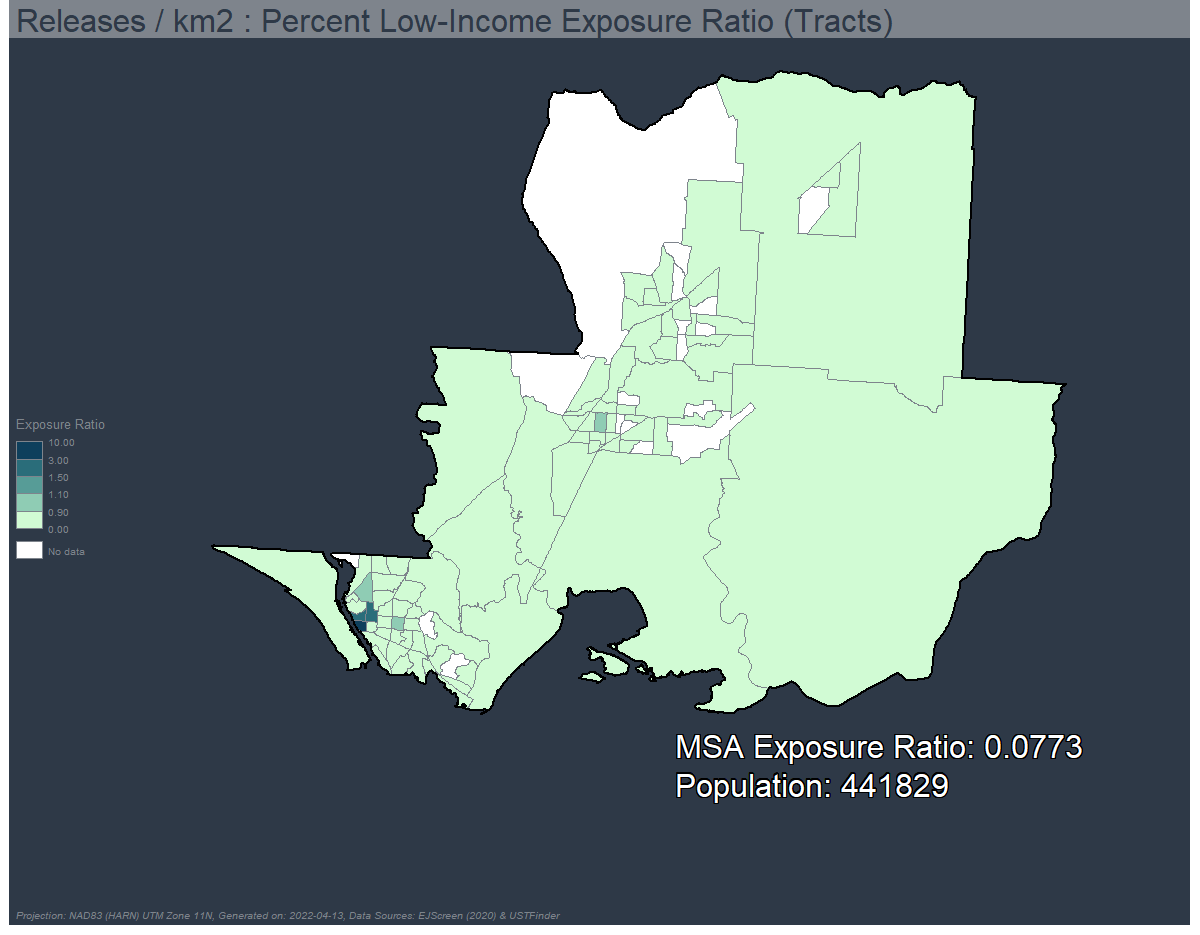 Releases / km2 : Percent Low-Income Exposure Ratio (Tracts)
Exposure Ratio
10.00
3.00
1.50
1.10
0.90
0.00
No data
MSA Exposure Ratio: 0.0773
Population: 441829
Projection: NAD83 (HARN) UTM Zone 11N, Generated on: 2022-04-13, Data Sources: EJScreen (2020) & USTFinder